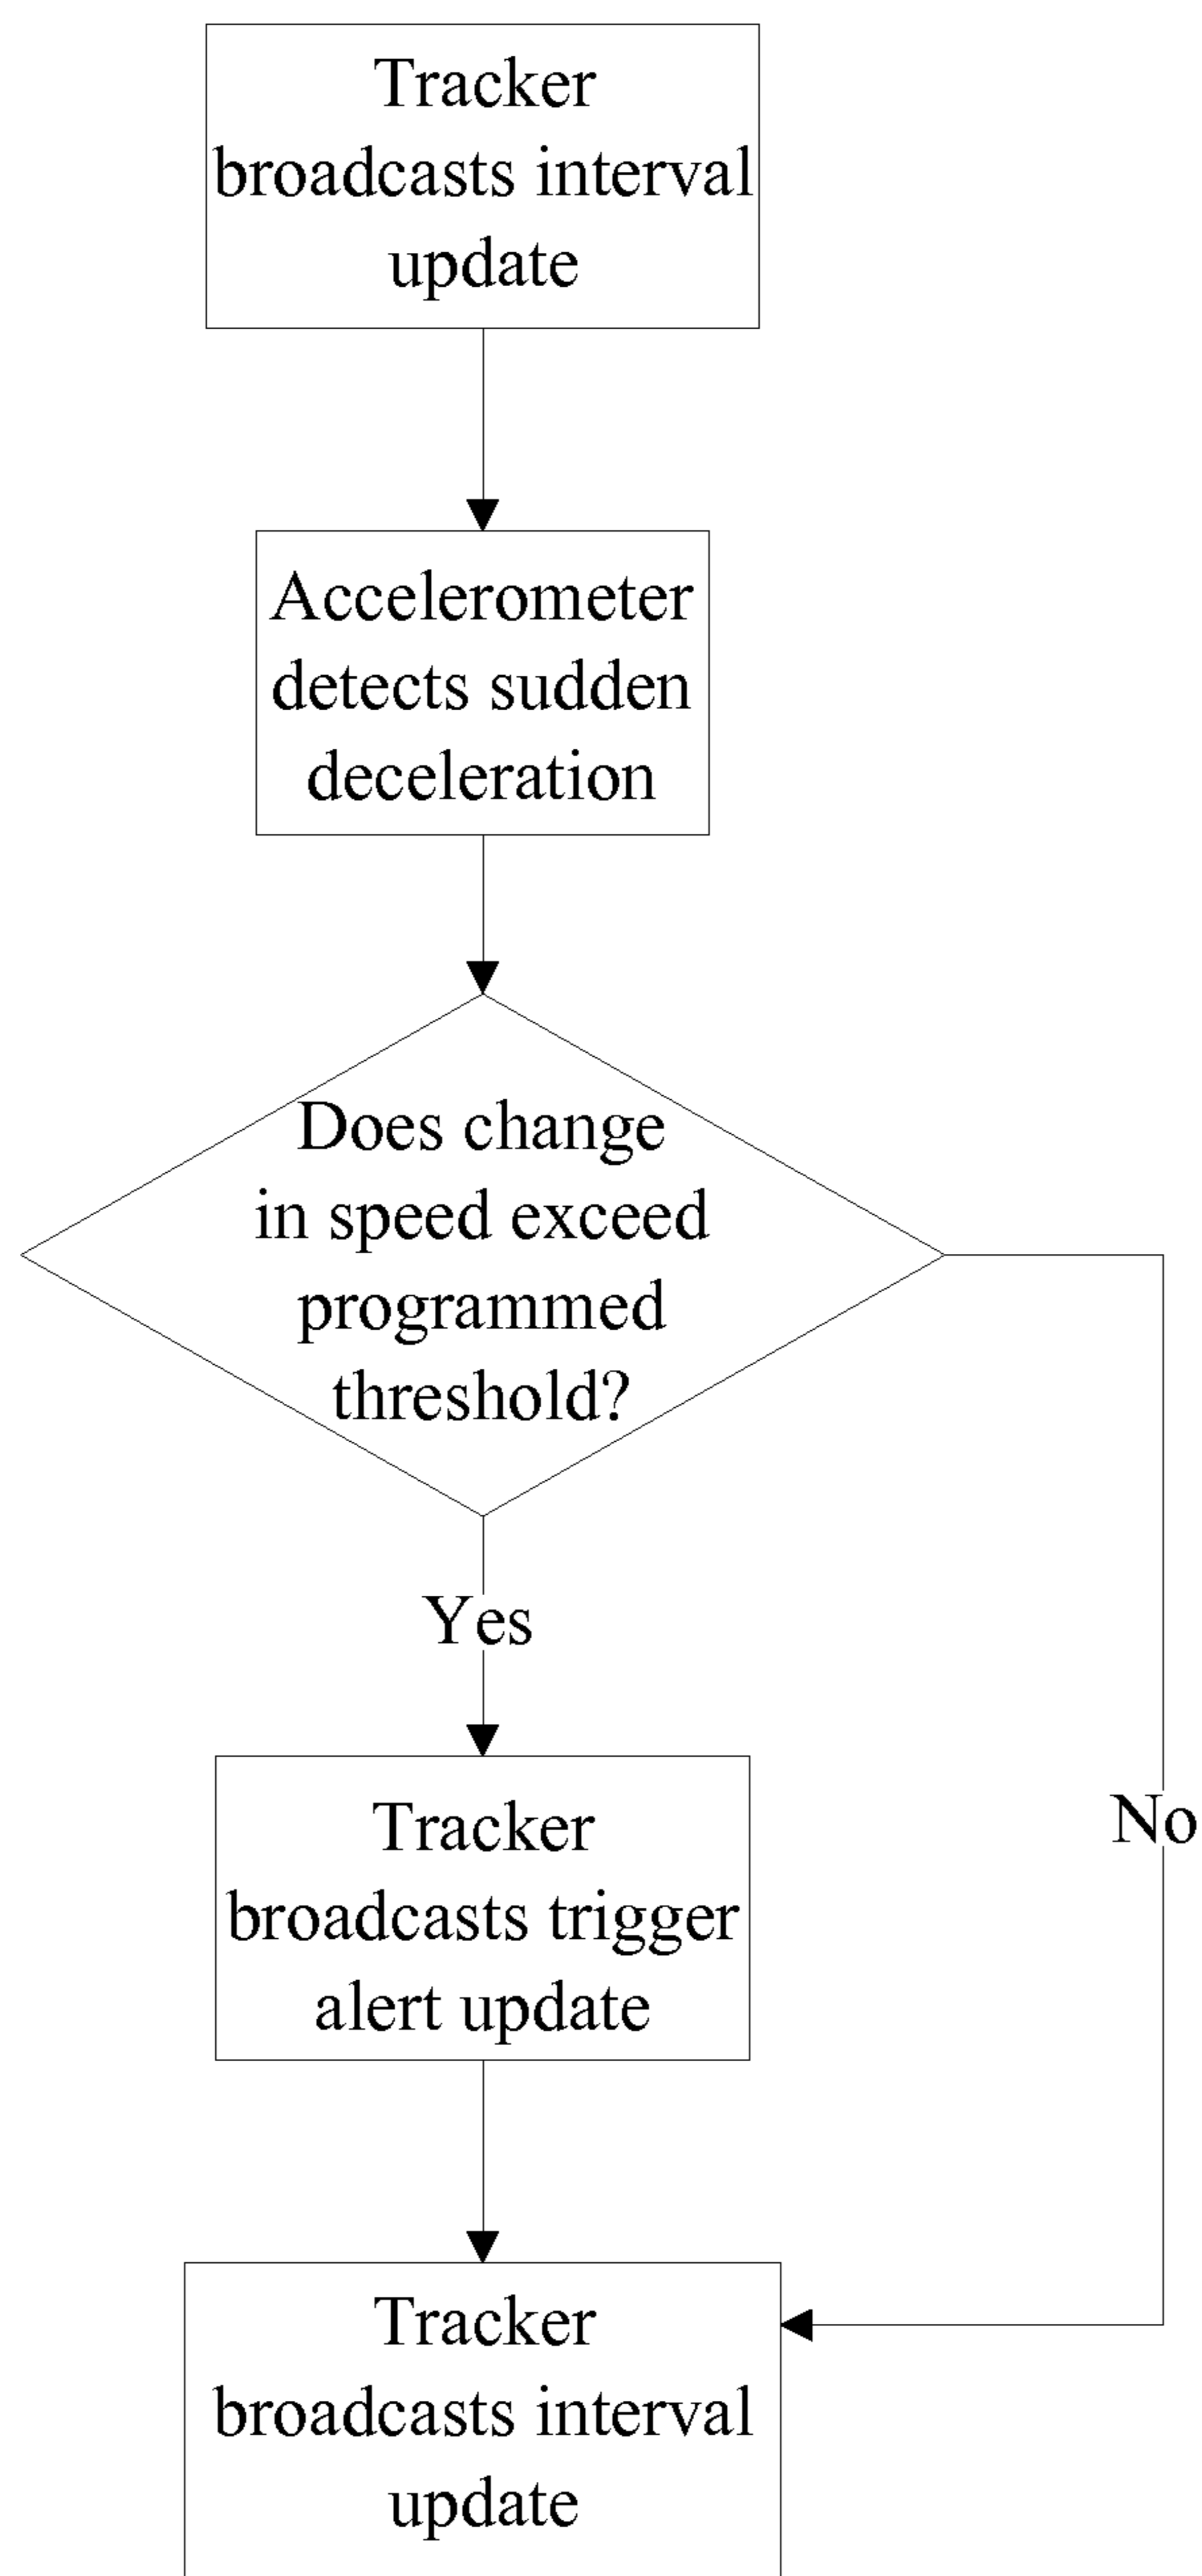 Tracker
broadcasts interval
update
Accelerometer
detects sudden
deceleration
Does change
in speed exceed
programmed
threshold?
Yes
No
Tracker
broadcasts trigger
alert update
Tracker
broadcasts interval
update